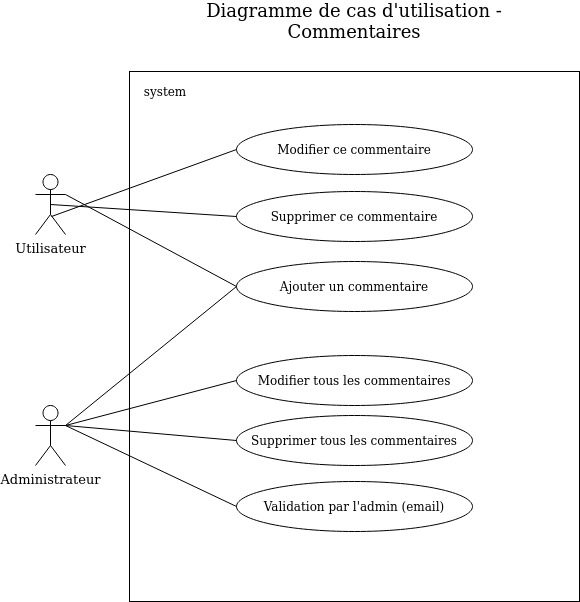 Diagramme de cas d'utilisation -
Commentaires
system
Modifier ce commentaire
Supprimer ce commentaire
Utilisateur
Ajouter un commentaire
Modifier tous les commentaires
Supprimer tous les commentaires
Administrateur
Validation par l'admin (email)